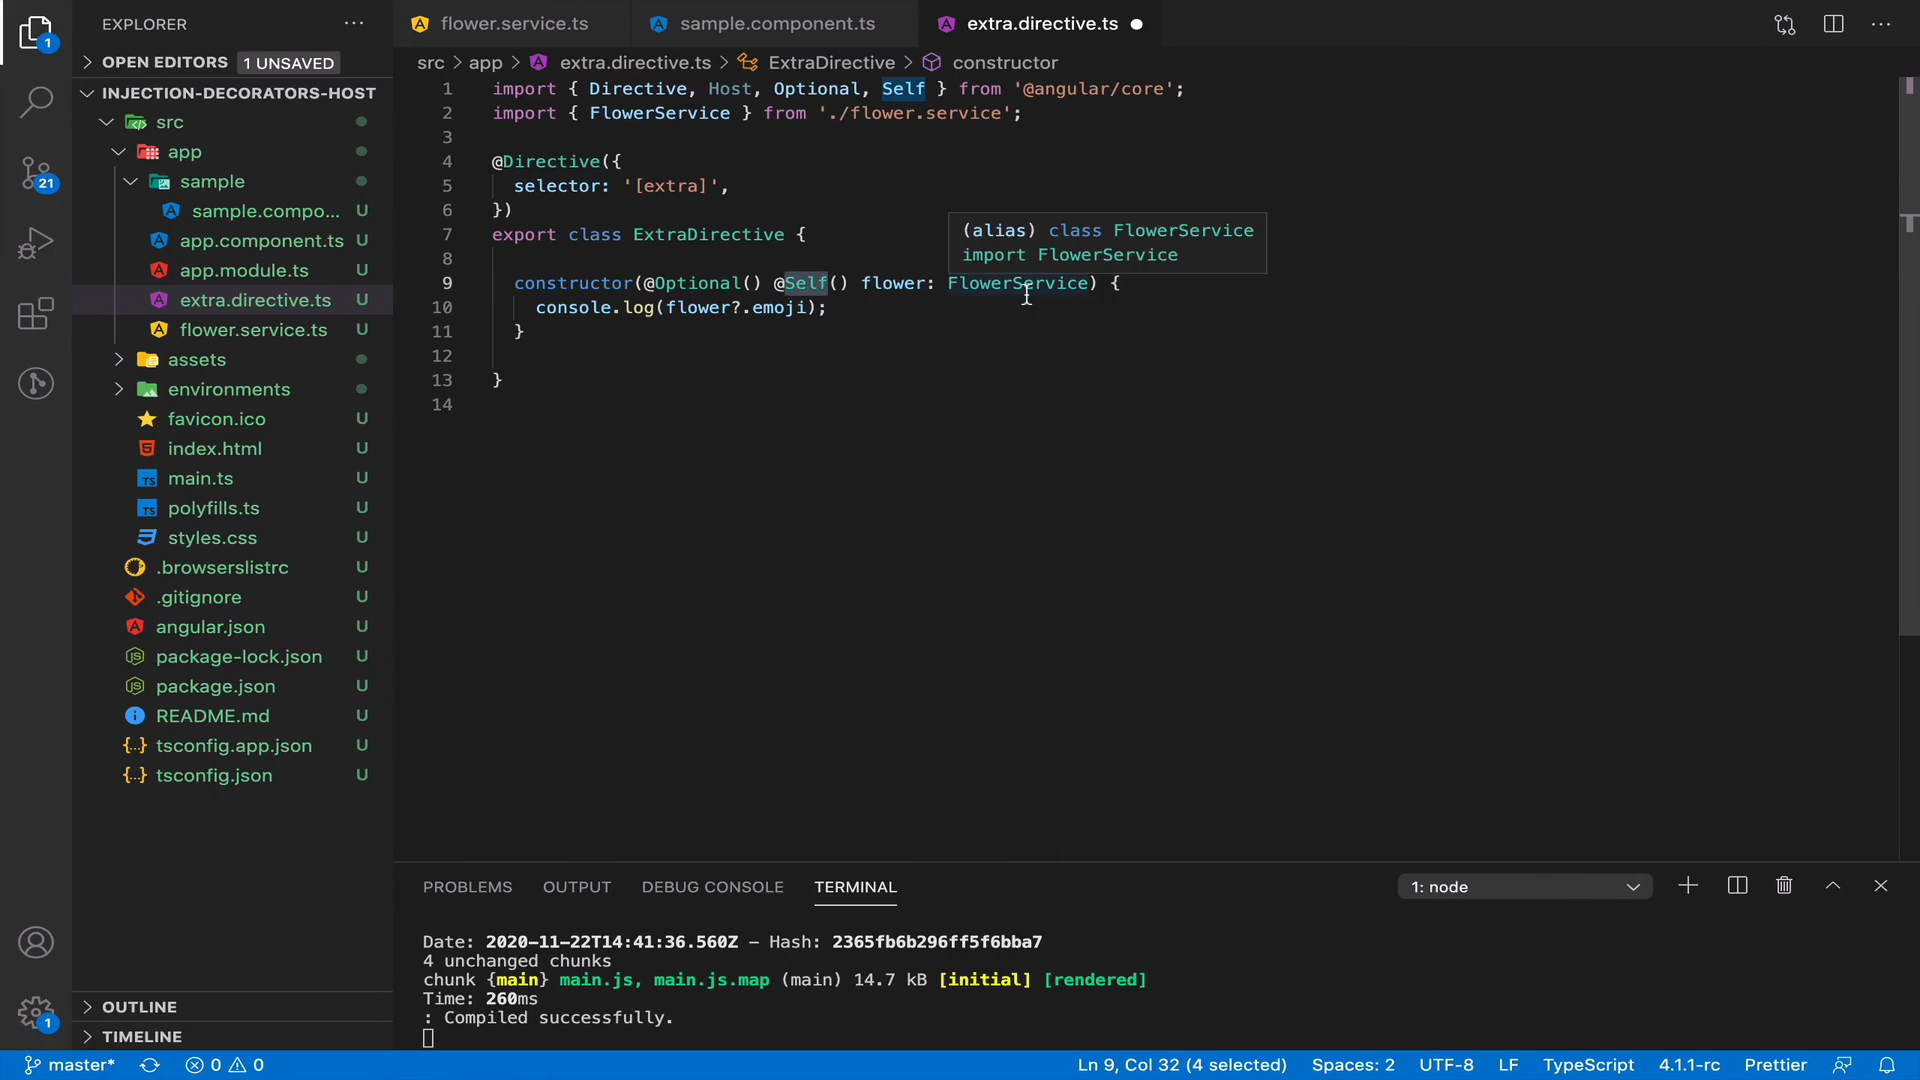 EXPLORER
OPEN EDITORS 1 UNSAVED
INJECTION-DECORATORS-HOST
src
app
sample
sample.compo... U
app.component.ts U
app.module.ts U
extra.directive.ts U
flower.service.ts U
assets
environments
favicon.ico U
index.html U
main.ts U
polyfills.ts U
styles.css U
.browserslistrc U
.gitignore U
angular.json U
package-lock.json U
package.json U
README.md U
tsconfig.app.json U
tsconfig.json U
OUTLINE
TIMELINE
1
21
1
flower.service.ts sample.component.ts extra.directive.ts
src > app > extra.directive.ts > ExtraDirective > constructor
1 import { Directive, Host, Optional, Self } from '@angular/core';
2 import { FlowerService } from './flower.service';
3
4 @Directive({
5 selector: '[extra]',
6 })
7 export class ExtraDirective {
8
9 constructor(@Optional() @Self() flower: FlowerService) {
10 console.log(flower?.emoji);
11 }
12
13 }
14
(alias) class FlowerService
import FlowerService
PROBLEMS OUTPUT DEBUG CONSOLE TERMINAL 1: node
Date: 2020-11-22T14:41:36.560Z – Hash: 2365fb6b296ff5f6bba7
4 unchanged chunks
chunk {main} main.js, main.js.map (main) 14.7 kB [initial] [rendered]
Time: 260ms
: Compiled successfully.
master* 0 0 Ln 9, Col 32 (4 selected) Spaces: 2 UTF-8 LF TypeScript 4.1.1-rc Prettier